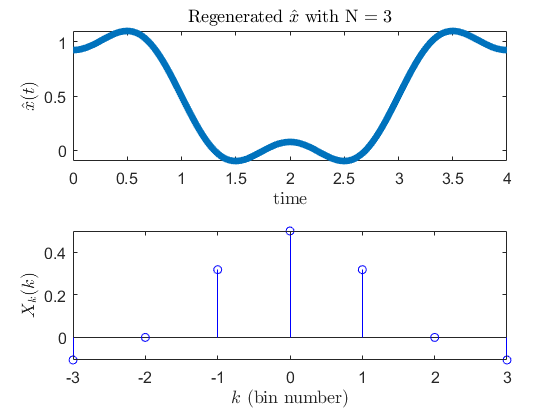 Regenerated x̂ with N = 3
x̂(t)
1
0.5
0
0 0.5 1 1.5 2 2.5 3 3.5 4
time
X_k(k)
0.4
0.2
0
-3 -2 -1 0 1 2 3
k (bin number)